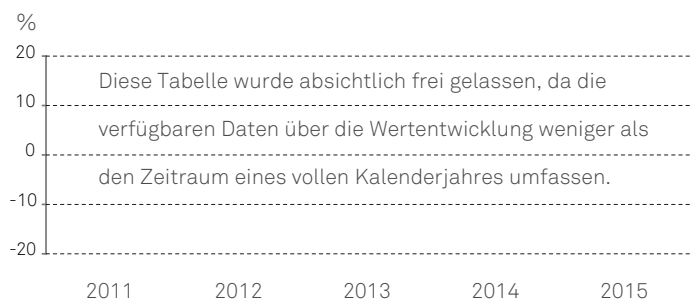 %
20
Diese Tabelle wurde absichtlich frei gelassen, da die
10
verfügbaren Daten über die Wertentwicklung weniger als
0
den Zeitraum eines vollen Kalenderjahres umfassen.
-10
-20
2011 2012 2013 2014 2015